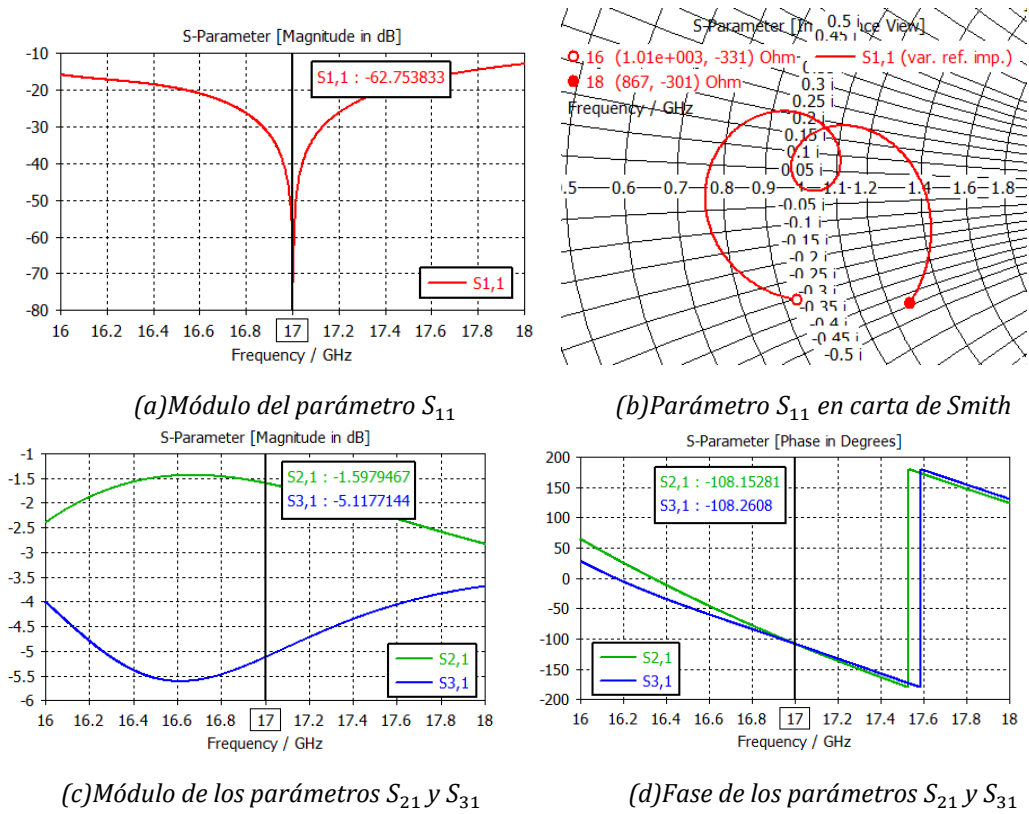 S-Parameter [Magnitude in dB]
S1,1 : -62.753833
-10
-20
-30
-40
-50
-60
-70
-80
S1,1
16 16.2 16.4 16.6 16.8 17 17.2 17.4 17.6 17.8 18
Frequency / GHz
(a)Módulo del parámetro S₁₁
0.5 i
0.45 i
16 (1.01e+003, -331) Ohm
S1,1 (var. ref. imp.)
18 (867, -301) Ohm
Frequency / GHz
0.3 i
0.25 i
0.2 i
0.15 i
0.1 i
0.05 i
0.6 0.7 0.8 0.9 1 1.1 1.2 1.4 1.6 1.8
-0.05 i
-0.1 i
-0.15 i
-0.2 i
-0.25 i
-0.3 i
-0.35 i
-0.4 i
-0.45 i
-0.5 i
(b)Parámetro S₁₁ en carta de Smith
S-Parameter [Magnitude in dB]
S2,1 : -1.5979467
S3,1 : -5.1177144
-1
-1.5
-2
-2.5
-3
-3.5
-4
-4.5
-5
-5.5
-6
S2,1
S3,1
16 16.2 16.4 16.6 16.8 17 17.2 17.4 17.6 17.8 18
Frequency / GHz
(c)Módulo de los parámetros S₂₁ y S₃₁
S-Parameter [Phase in Degrees]
S2,1 : -108.15281
S3,1 : -108.2608
200
150
100
50
0
-50
-100
-150
-200
S2,1
S3,1
16 16.2 16.4 16.6 16.8 17 17.2 17.4 17.6 17.8 18
Frequency / GHz
(d)Fase de los parámetros S₂₁ y S₃₁